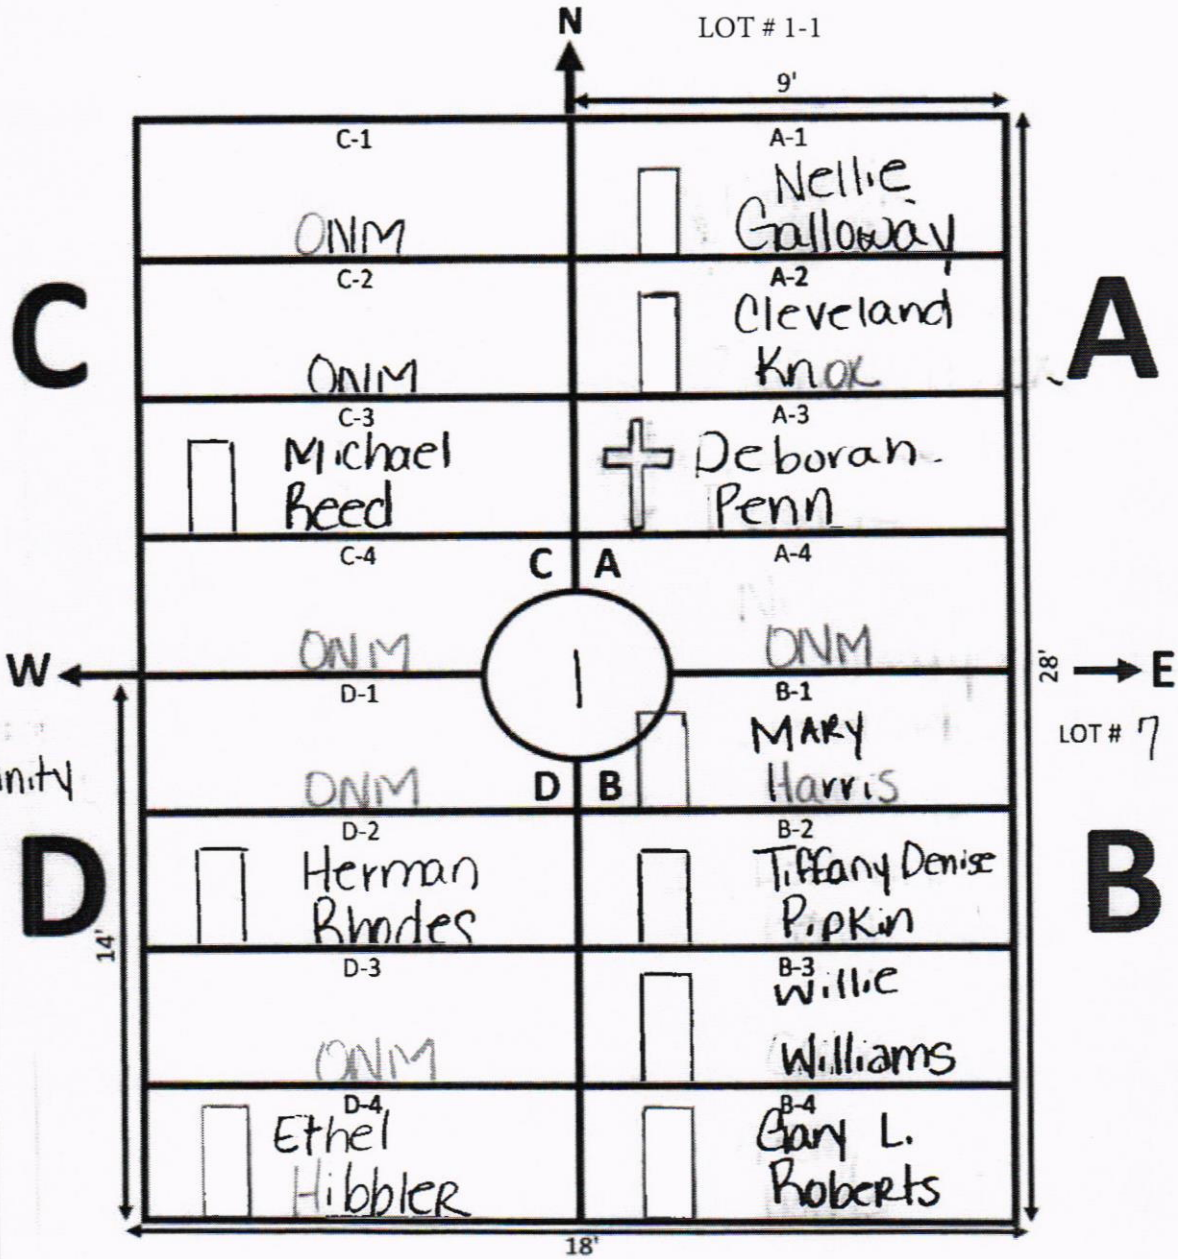 N
LOT # 1-1
9'
C-1
ONM
A-1
Nellie
Galloway
C-2
ONM
A-2
Cleveland
Knox
C
A
C-3
Michael
Reed
A-3
Deborah
Penn
C-4
ONM
C A
A-4
ONM
W
1
28'
E
LOT # 7
D-1
ONM
D B
B-1
MARY
Harris
nity
D-2
Herman
Rhodes
B-2
Tiffany Denise
Pipkin
D
B
14'
D-3
ONM
B-3
Willie
Williams
D-4
Ethel
Hibbler
B-4
Gary L.
Roberts
18'